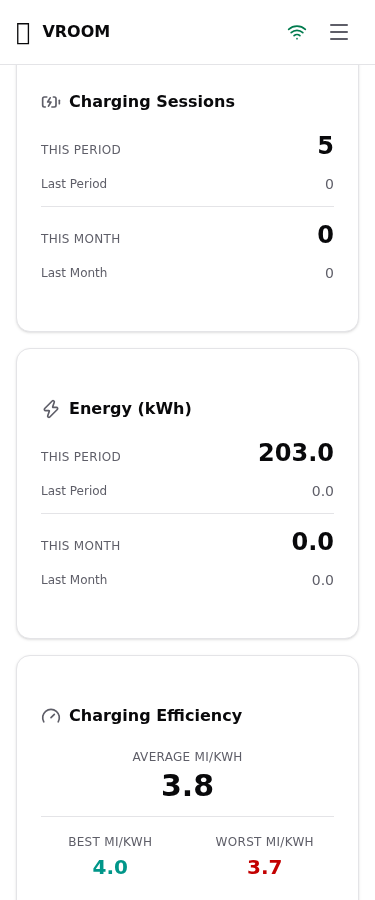 VROOM
Charging Sessions
THIS PERIOD 5
Last Period 0
THIS MONTH 0
Last Month 0
Energy (kWh)
THIS PERIOD 203.0
Last Period 0.0
THIS MONTH 0.0
Last Month 0.0
Charging Efficiency
AVERAGE MI/KWH
3.8
BEST MI/KWH WORST MI/KWH
4.0 3.7